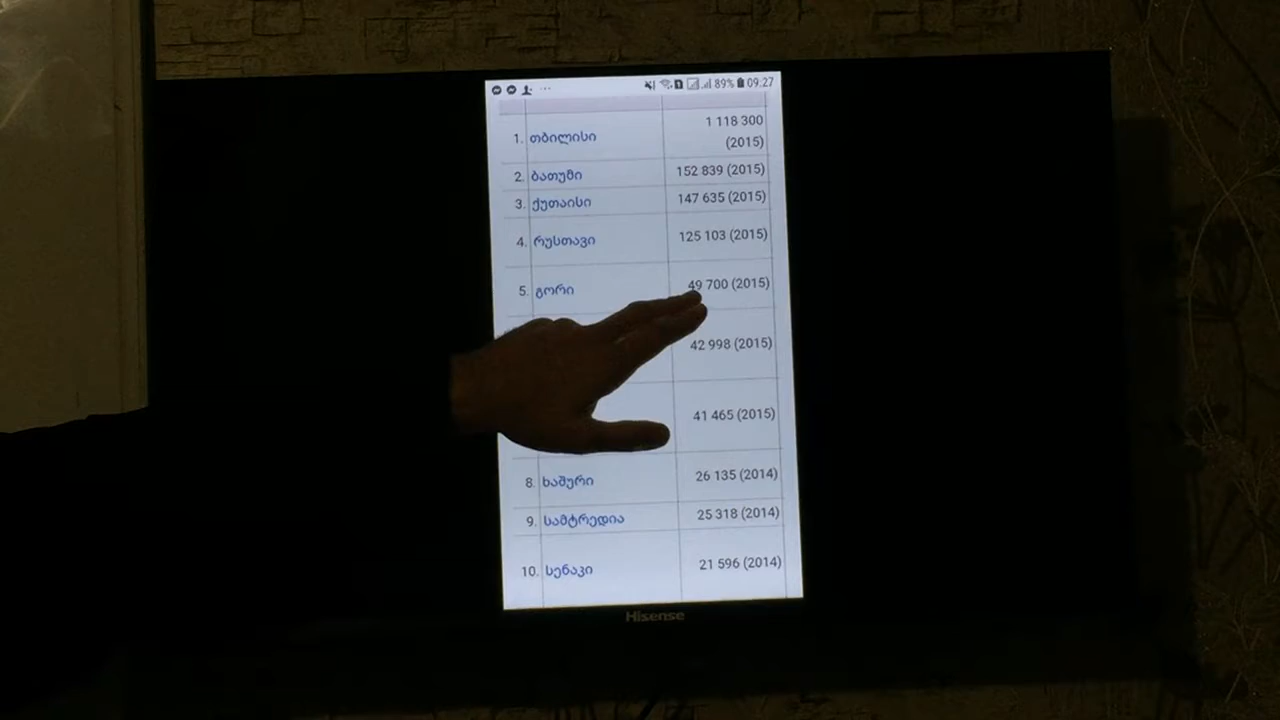 89% 09:27
1. თბილისი 1 118 300
(2015)
2. ბათუმი 152 839 (2015)
3. ქუთაისი 147 635 (2015)
4. რუსთავი 125 103 (2015)
5. გორი 49 700 (2015)
42 998 (2015)
41 465 (2015)
8. ხაშური 26 135 (2014)
9. სამტრედია 25 318 (2014)
10. სენაკი 21 596 (2014)
Hisense